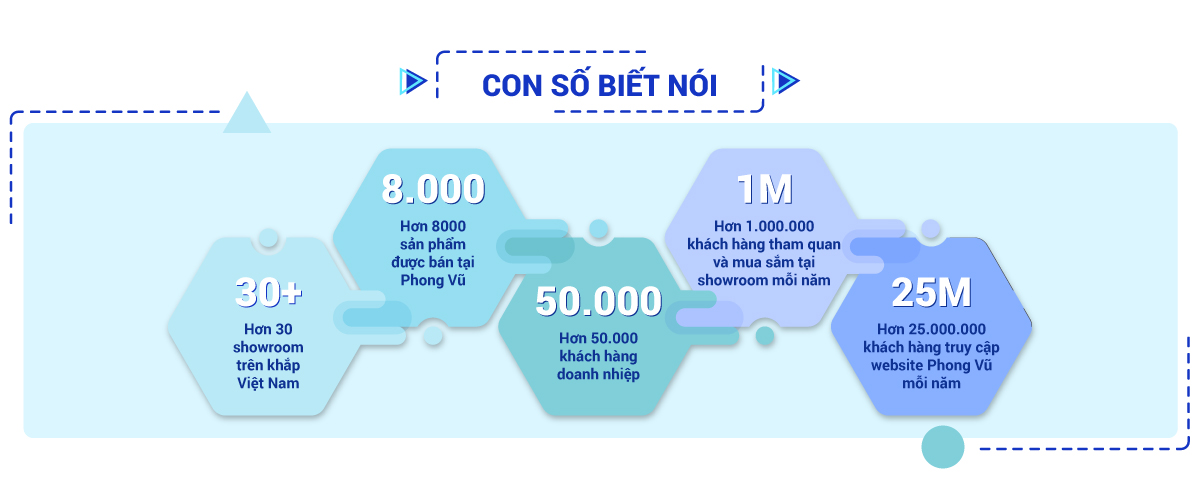 CON SỐ BIẾT NÓI
30+
Hơn 30
showroom
trên khắp
Việt Nam
8.000
Hơn 8000
sản phẩm
được bán tại
Phong Vũ
50.000
Hơn 50.000
khách hàng
doanh nhiệp
1M
Hơn 1.000.000
khách hàng tham quan
và mua sắm tại
showroom mỗi năm
25M
Hơn 25.000.000
khách hàng truy cập
website Phong Vũ
mỗi năm